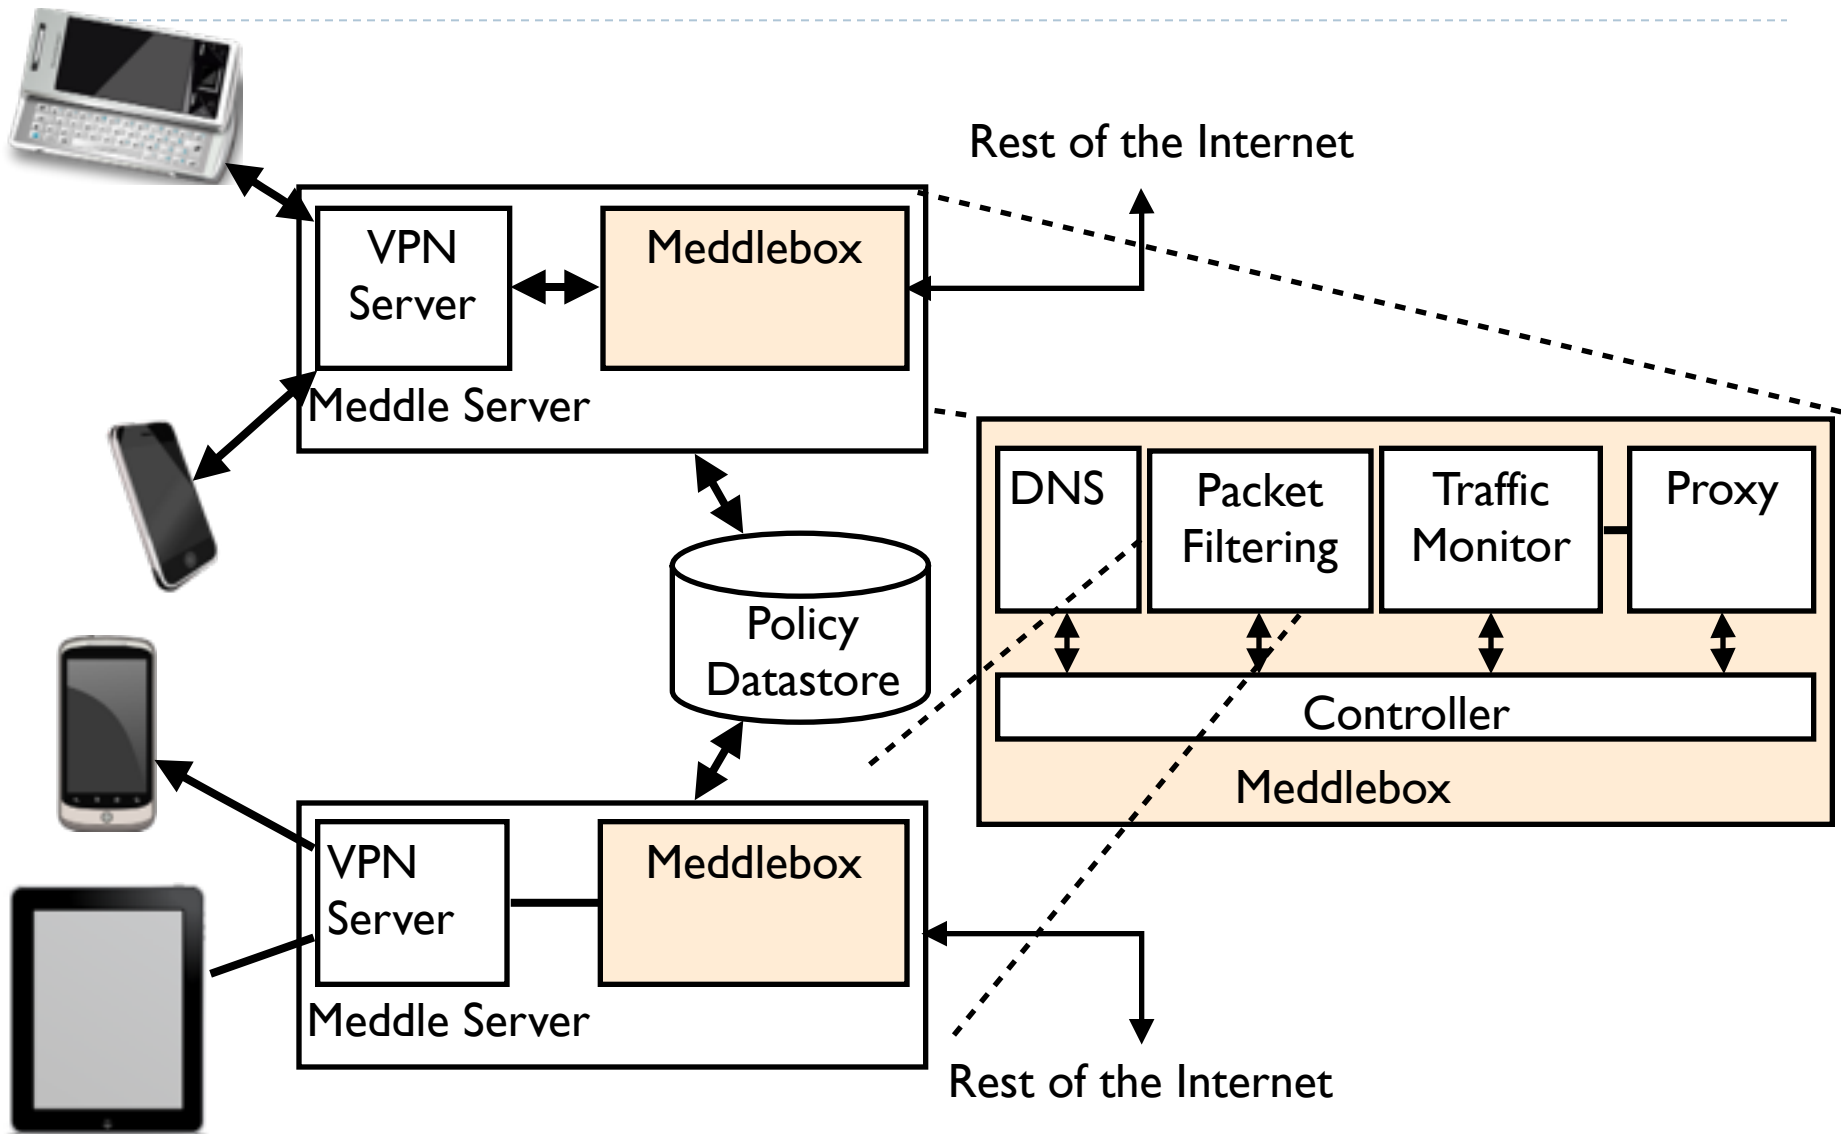 Rest of the Internet
VPN
Server
Meddlebox
Meddle Server
DNS
Packet
Filtering
Traffic
Monitor
Proxy
Controller
Meddlebox
Policy
Datastore
VPN
Server
Meddlebox
Meddle Server
Rest of the Internet